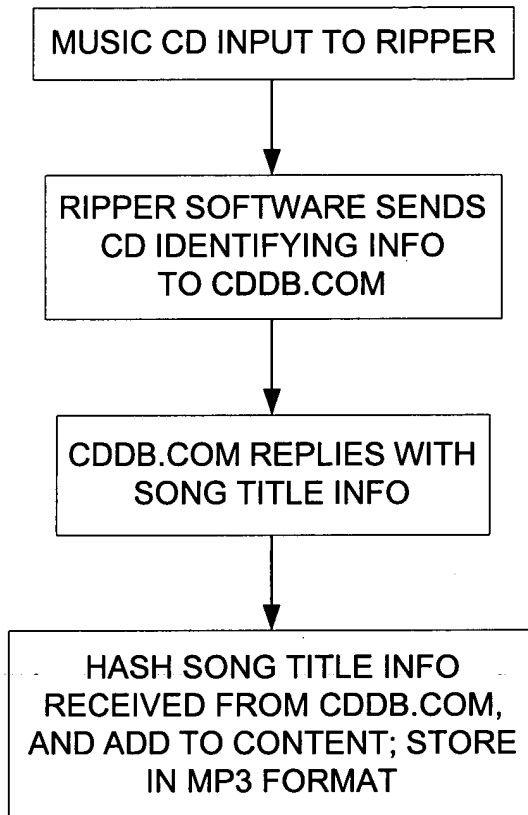 MUSIC CD INPUT TO RIPPER
RIPPER SOFTWARE SENDS
CD IDENTIFYING INFO
TO CDDB.COM
CDDB.COM REPLIES WITH
SONG TITLE INFO
HASH SONG TITLE INFO
RECEIVED FROM CDDB.COM,
AND ADD TO CONTENT; STORE
IN MP3 FORMAT